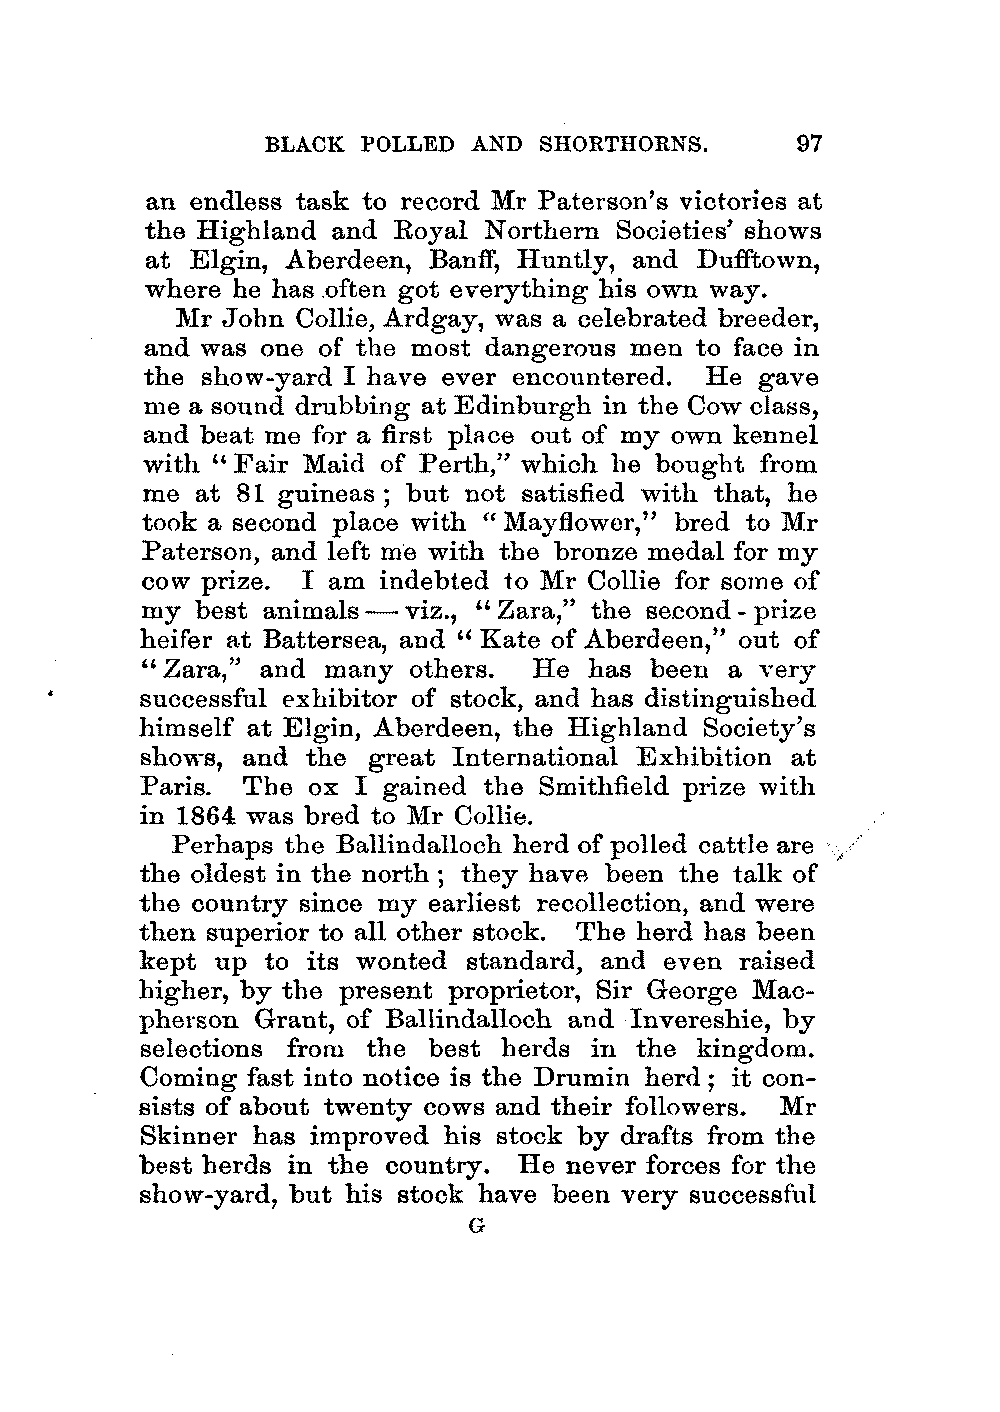 BLACK POLLED AND SHORTHORNS. 97
an endless task to record Mr Paterson's victories at
the Highland and Royal Northern Societies' shows
at Elgin, Aberdeen, Banff, Huntly, and Dufftown,
where he has often got everything his own way.
Mr John Collie, Ardgay, was a celebrated breeder,
and was one of the most dangerous men to face in
the show-yard I have ever encountered. He gave
me a sound drubbing at Edinburgh in the Cow class,
and beat me for a first place out of my own kennel
with "Fair Maid of Perth," which he bought from
me at 81 guineas; but not satisfied with that, he
took a second place with "Mayflower," bred to Mr
Paterson, and left me with the bronze medal for my
cow prize. I am indebted to Mr Collie for some of
my best animals—viz., "Zara," the second-prize
heifer at Battersea, and "Kate of Aberdeen," out of
"Zara," and many others. He has been a very
successful exhibitor of stock, and has distinguished
himself at Elgin, Aberdeen, the Highland Society's
shows, and the great International Exhibition at
Paris. The ox I gained the Smithfield prize with
in 1864 was bred to Mr Collie.
Perhaps the Ballindalloch herd of polled cattle are
the oldest in the north; they have been the talk of
the country since my earliest recollection, and were
then superior to all other stock. The herd has been
kept up to its wonted standard, and even raised
higher, by the present proprietor, Sir George Mac-
pherson Grant, of Ballindalloch and Invereshie, by
selections from the best herds in the kingdom.
Coming fast into notice is the Drumin herd; it con-
sists of about twenty cows and their followers. Mr
Skinner has improved his stock by drafts from the
best herds in the country. He never forces for the
show-yard, but his stock have been very successful
G